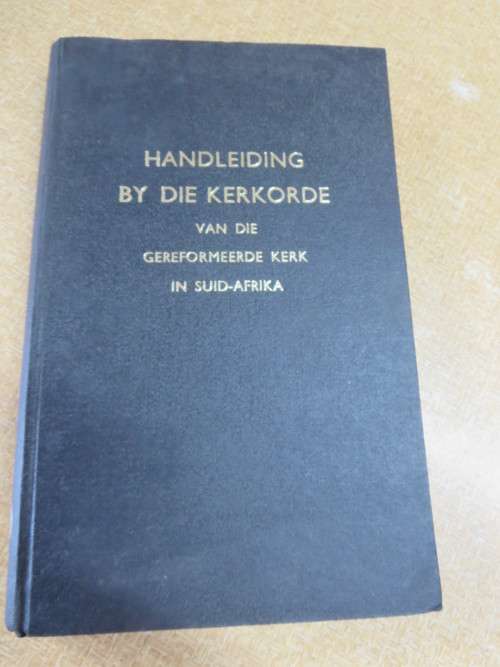 HANDLEIDING
BY DIE KERKORDE
VAN DIE
GEREFORMEERDE KERK
IN SUID-AFRIKA